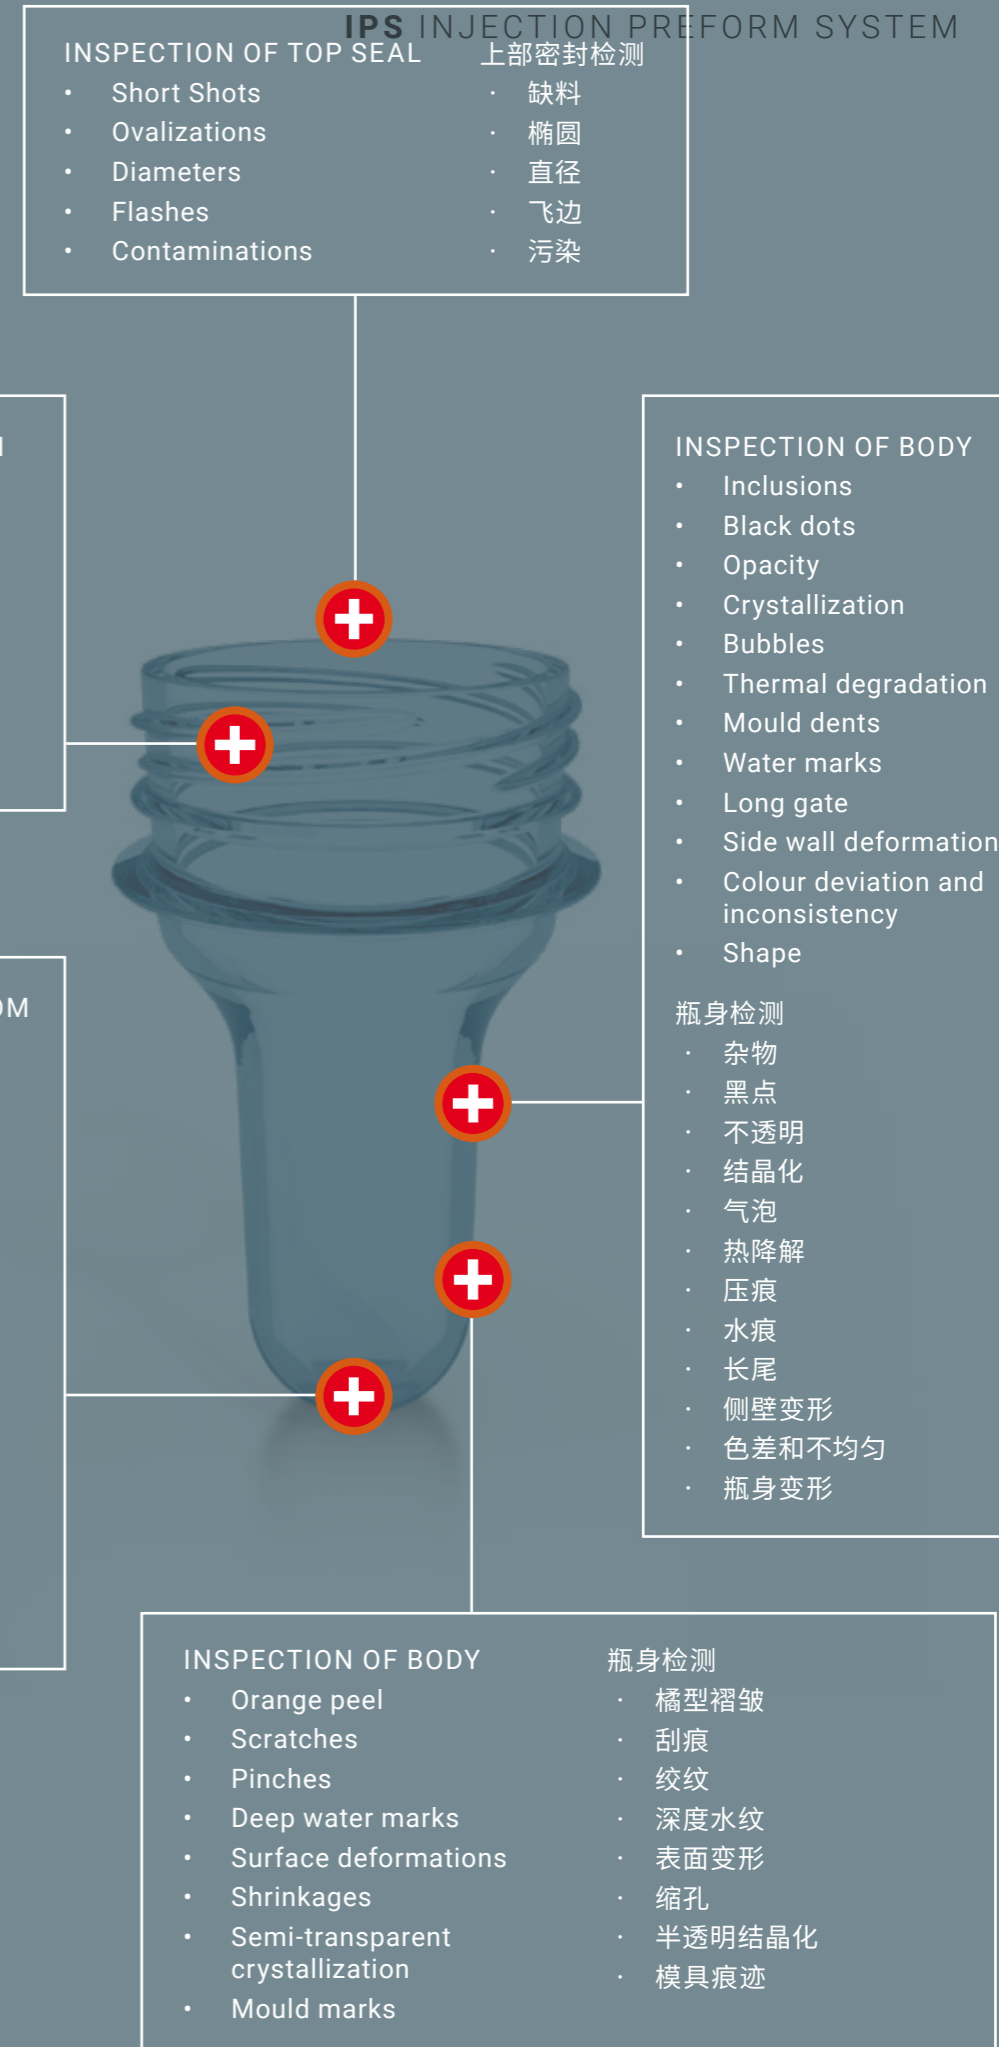 IPS INJECTION PREFORM SYSTEM
INSPECTION OF TOP SEAL
• Short Shots
• Ovalizations
• Diameters
• Flashes
• Contaminations
上部密封检测
· 缺料
· 椭圆
· 直径
· 飞边
· 污染
INSPECTION OF BODY
• Inclusions
• Black dots
• Opacity
• Crystallization
• Bubbles
• Thermal degradation
• Mould dents
• Water marks
• Long gate
• Side wall deformation
• Colour deviation and
inconsistency
• Shape
瓶身检测
· 杂物
· 黑点
· 不透明
· 结晶化
· 气泡
· 热降解
· 压痕
· 水痕
· 长尾
· 侧壁变形
· 色差和不均匀
· 瓶身变形
INSPECTION OF BODY
• Orange peel
• Scratches
• Pinches
• Deep water marks
• Surface deformations
• Shrinkages
• Semi-transparent
crystallization
• Mould marks
瓶身检测
· 橘型褶皱
· 刮痕
· 绞纹
· 深度水纹
· 表面变形
· 缩孔
· 半透明结晶化
· 模具痕迹